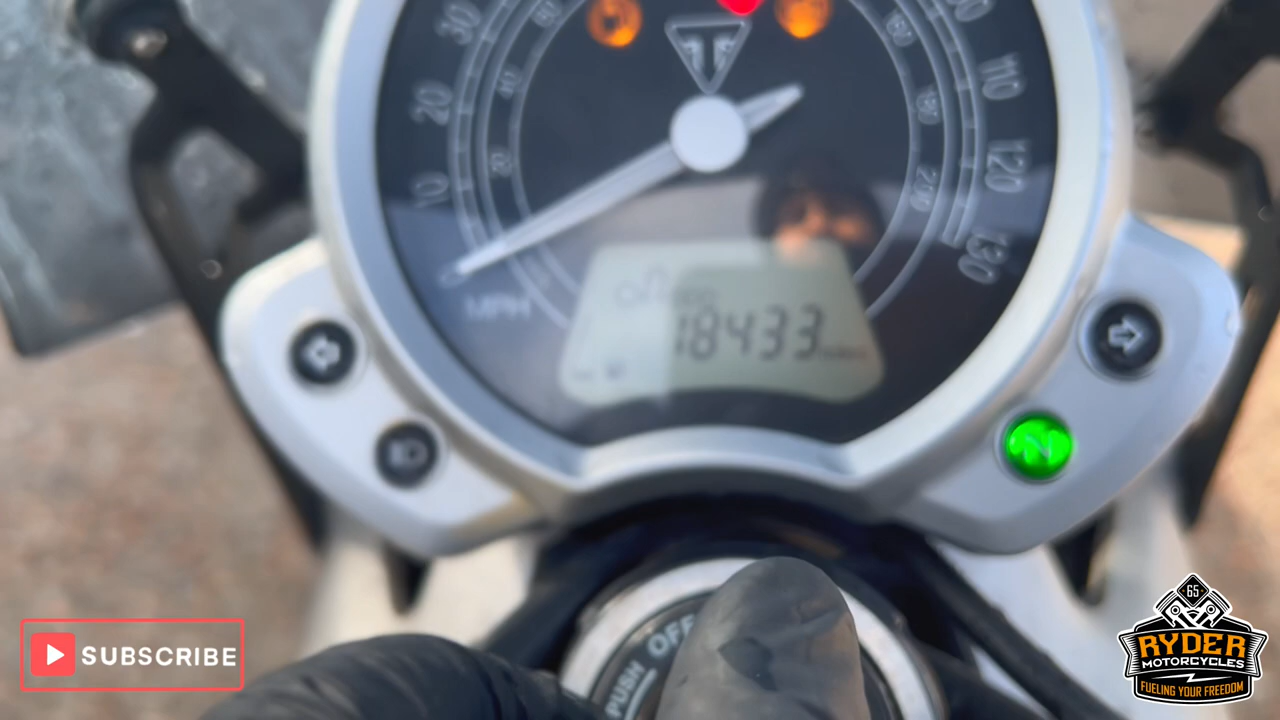 30
20
10
110
120
130
MPH
18433
N
OFF
PUSH
SUBSCRIBE
65
RYDER
MOTORCYCLES
FUELING YOUR FREEDOM